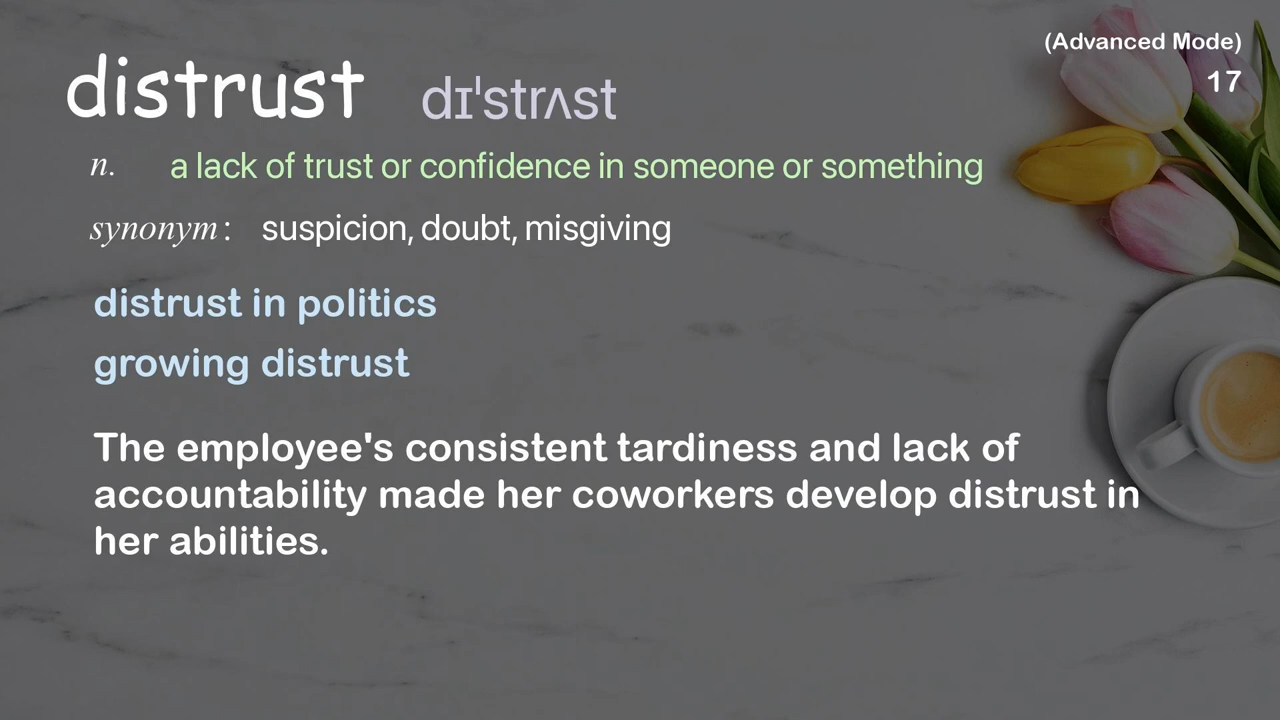 (Advanced Mode)
distrust dɪˈstrʌst
17
n. a lack of trust or confidence in someone or something
synonym: suspicion, doubt, misgiving
distrust in politics
growing distrust
The employee's consistent tardiness and lack of
accountability made her coworkers develop distrust in
her abilities.